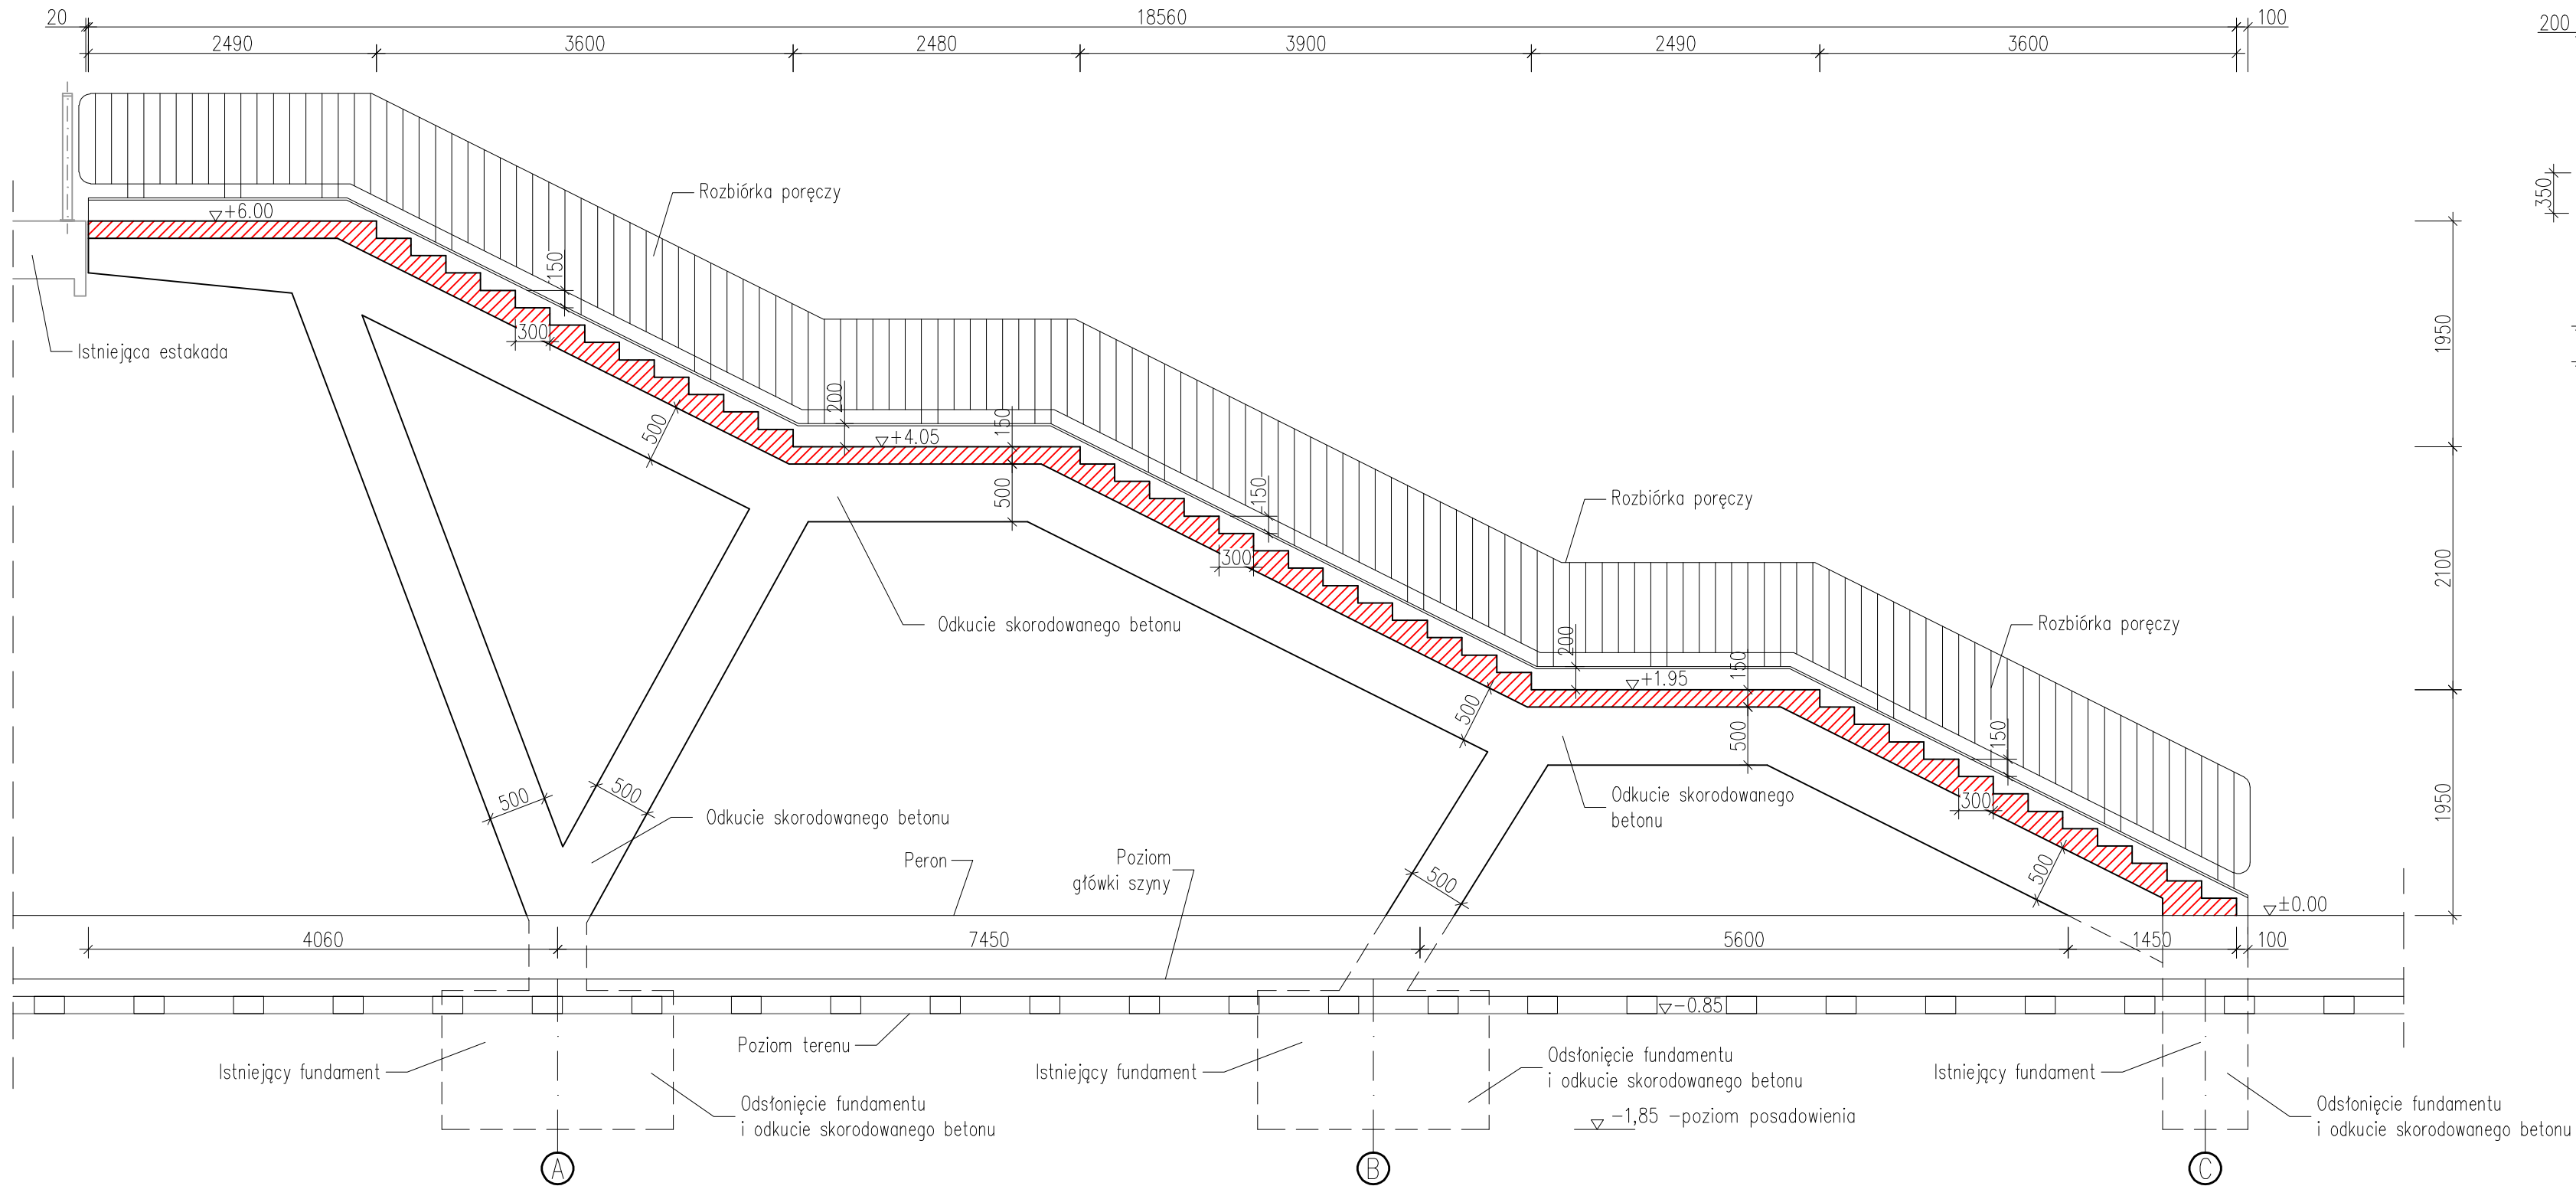 20
18560
100
200
2490
3600
2480
3900
2490
3600
350
Rozbiórka poręczy
+6.00
150
Istniejąca estakada
300
1950
200
150
+4.05
500
500
150
Rozbiórka poręczy
300
2100
Odkucie skorodowanego betonu
Rozbiórka poręczy
200
150
+1.95
500
500
150
300
Odkucie skorodowanego
betonu
1950
500
500
Odkucie skorodowanego betonu
Peron
Poziom
główki szyny
500
500
±0.00
4060
7450
5600
1450
100
-0.85
Poziom terenu
Istniejący fundament
Istniejący fundament
Odsłonięcie fundamentu
i odkucie skorodowanego betonu
Istniejący fundament
Odsłonięcie fundamentu
i odkucie skorodowanego betonu
-1,85 -poziom posadowienia
Odsłonięcie fundamentu
i odkucie skorodowanego betonu
A
B
C